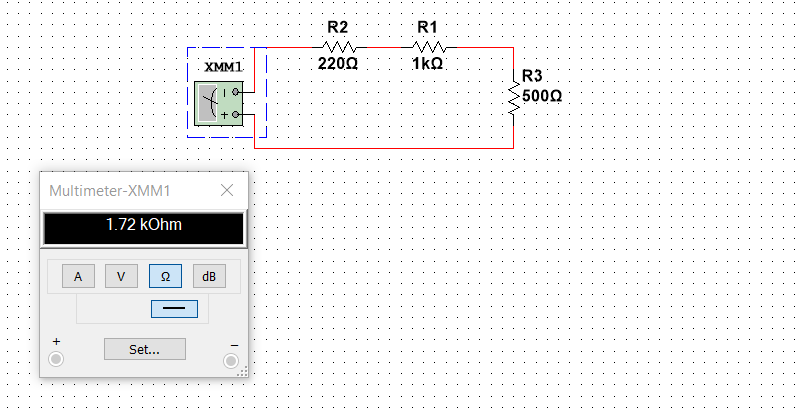 R2 R1
XMM1 220Ω 1kΩ
R3
500Ω
Multimeter-XMM1
1.72 kOhm
A V Ω dB
+ −
Set...